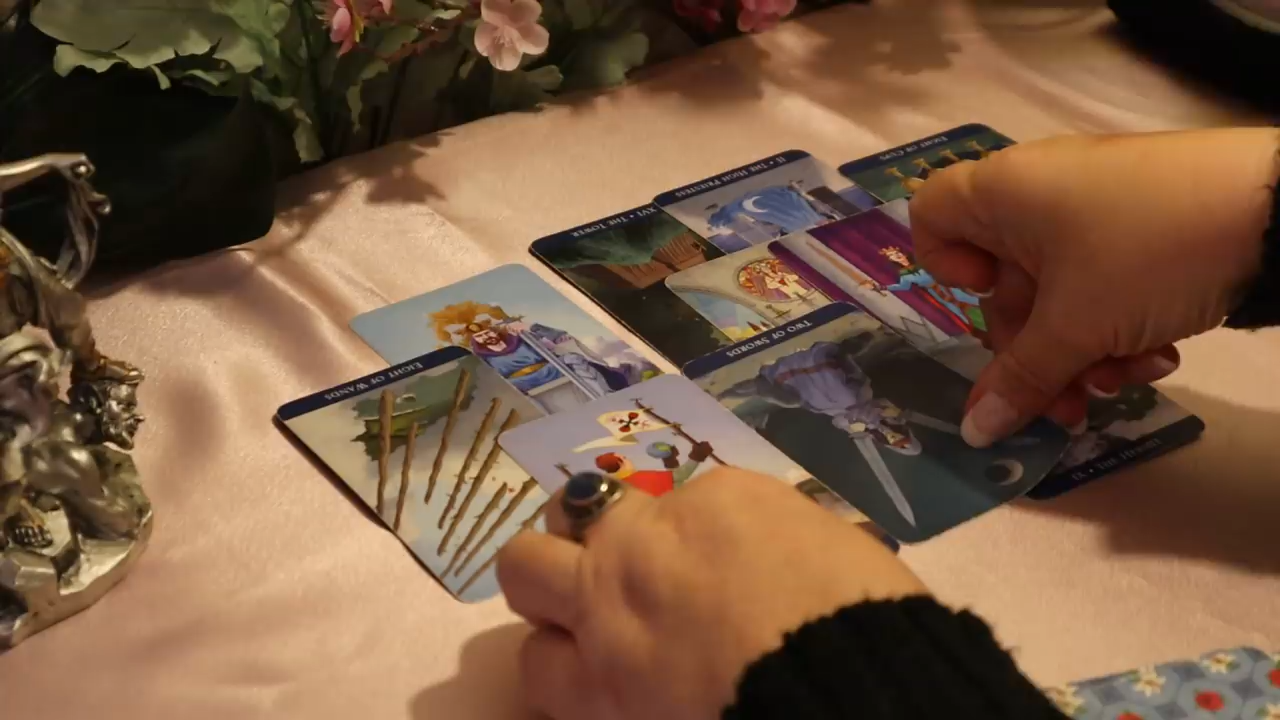 EIGHT OF CUPS
II • THE HIGH PRIESTESS
XVI • THE TOWER
TWO OF SWORDS
EIGHT OF WANDS
IX • THE HERMIT